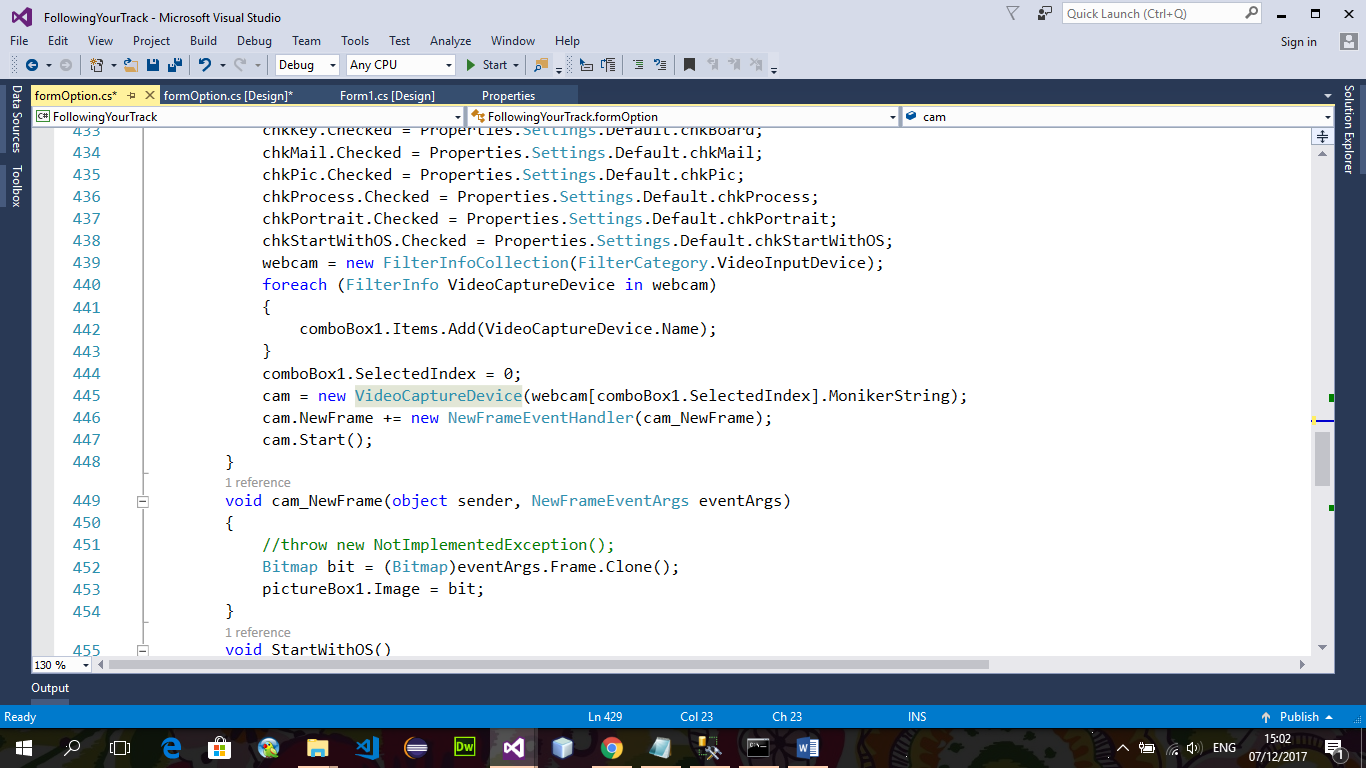 FollowingYourTrack - Microsoft Visual Studio
Quick Launch (Ctrl+Q)
File Edit View Project Build Debug Team Tools Test Analyze Window Help
Sign in
Debug Any CPU Start
Data Sources
Toolbox
Solution Explorer
formOption.cs* formOption.cs [Design]* Form1.cs [Design] Properties
C# FollowingYourTrack FollowingYourTrack.formOption cam
433 chkKey.Checked = Properties.Settings.Default.chkBoard;
434 chkMail.Checked = Properties.Settings.Default.chkMail;
435 chkPic.Checked = Properties.Settings.Default.chkPic;
436 chkProcess.Checked = Properties.Settings.Default.chkProcess;
437 chkPortrait.Checked = Properties.Settings.Default.chkPortrait;
438 chkStartWithOS.Checked = Properties.Settings.Default.chkStartWithOS;
439 webcam = new FilterInfoCollection(FilterCategory.VideoInputDevice);
440 foreach (FilterInfo VideoCaptureDevice in webcam)
441 {
442 comboBox1.Items.Add(VideoCaptureDevice.Name);
443 }
444 comboBox1.SelectedIndex = 0;
445 cam = new VideoCaptureDevice(webcam[comboBox1.SelectedIndex].MonikerString);
446 cam.NewFrame += new NewFrameEventHandler(cam_NewFrame);
447 cam.Start();
448 }
1 reference
449 void cam_NewFrame(object sender, NewFrameEventArgs eventArgs)
450 {
451 //throw new NotImplementedException();
452 Bitmap bit = (Bitmap)eventArgs.Frame.Clone();
453 pictureBox1.Image = bit;
454 }
1 reference
455 void StartWithOS()
130 %
Output
Ready Ln 429 Col 23 Ch 23 INS Publish
Dw
ENG
15:02
07/12/2017
1